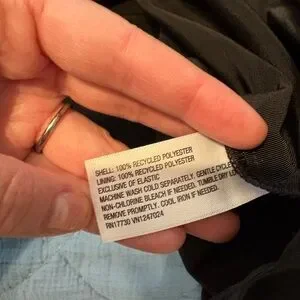 SHELL: 100% RECYCLED POLYESTER
LINING: 100% RECYCLED POLYESTER
EXCLUSIVE OF ELASTIC
MACHINE WASH COLD SEPARATELY. GENTLE CYCLE
NON-CHLORINE BLEACH IF NEEDED. TUMBLE DRY LO
REMOVE PROMPTLY. COOL IRON IF NEEDED.
RN17730 VN1247024